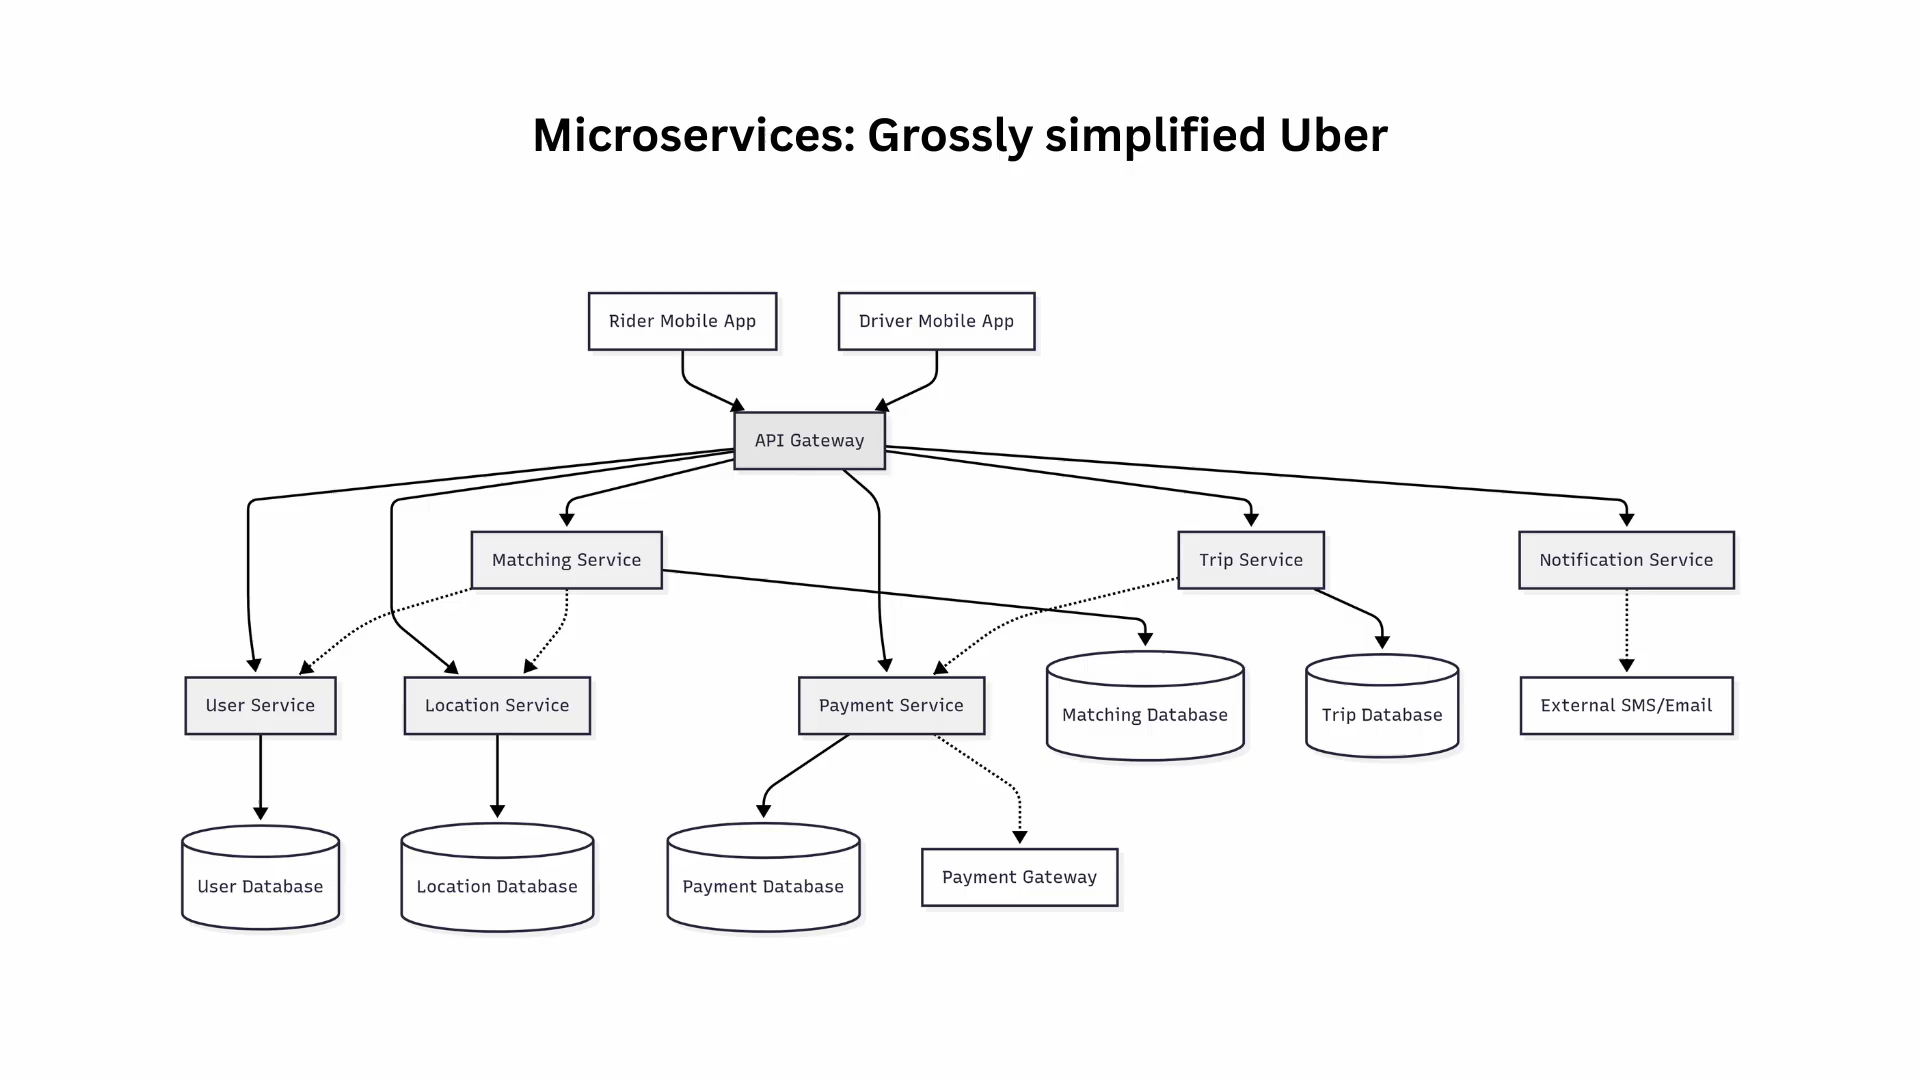 Microservices: Grossly simplified Uber
Rider Mobile App
Driver Mobile App
API Gateway
Matching Service
Trip Service
Notification Service
User Service
Location Service
Payment Service
Matching Database
Trip Database
External SMS/Email
User Database
Location Database
Payment Database
Payment Gateway